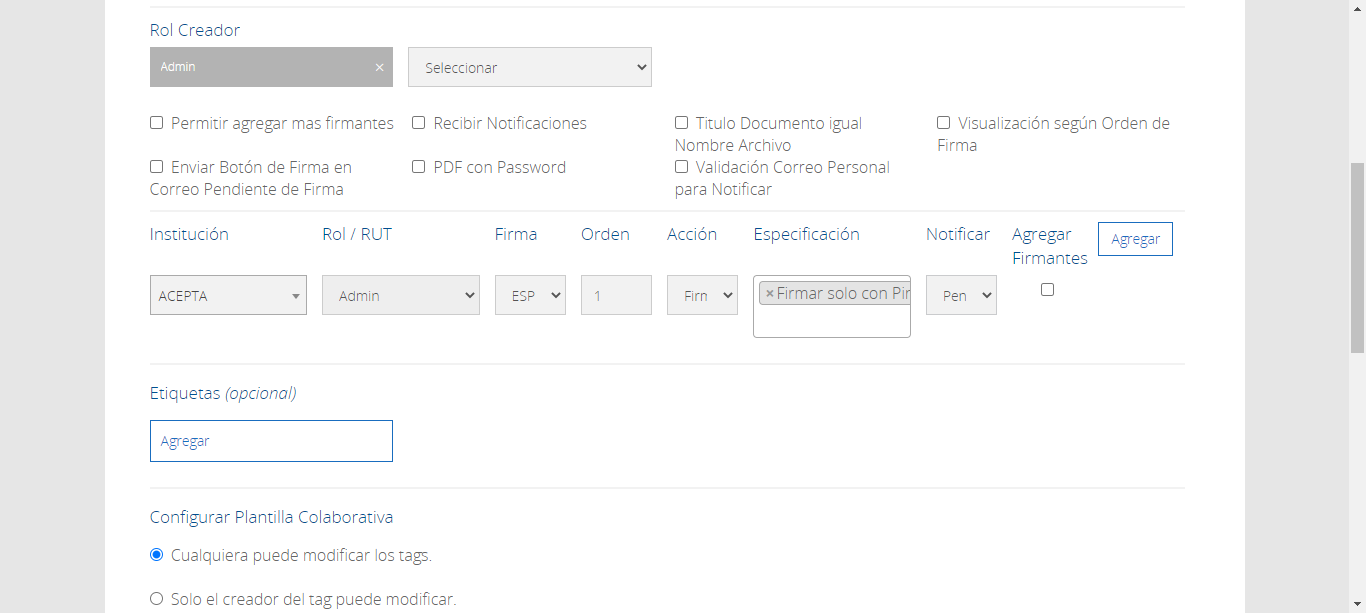 Rol Creador
Admin ×
Seleccionar
Permitir agregar mas firmantes
Recibir Notificaciones
Titulo Documento igual
Nombre Archivo
Visualización según Orden de
Firma
Enviar Botón de Firma en
Correo Pendiente de Firma
PDF con Password
Validación Correo Personal
para Notificar
Institución Rol / RUT Firma Orden Acción Especificación Notificar Agregar
Firmantes
Agregar
ACEPTA Admin ESP 1 Firn ×Firmar solo con Pin Pen
Etiquetas (opcional)
Agregar
Configurar Plantilla Colaborativa
Cualquiera puede modificar los tags.
Solo el creador del tag puede modificar.